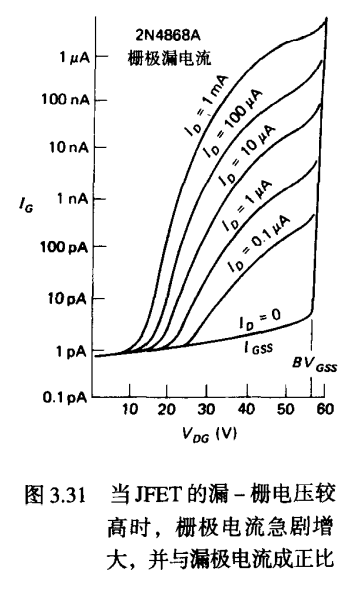 2N4868A
栅极漏电流
1 μA
100 nA
10 nA
1 nA
100 pA
10 pA
1 pA
0.1 pA
I_G
I_D = 1 mA
I_D = 100 μA
I_D = 10 μA
I_D = 1 μA
I_D = 0.1 μA
I_D = 0
I_GSS
BV_GSS
10 20 30 40 50 60
V_DG (V)
图 3.31 当 JFET 的漏 – 栅电压较
高时，栅极电流急剧增
大，并与漏极电流成正比